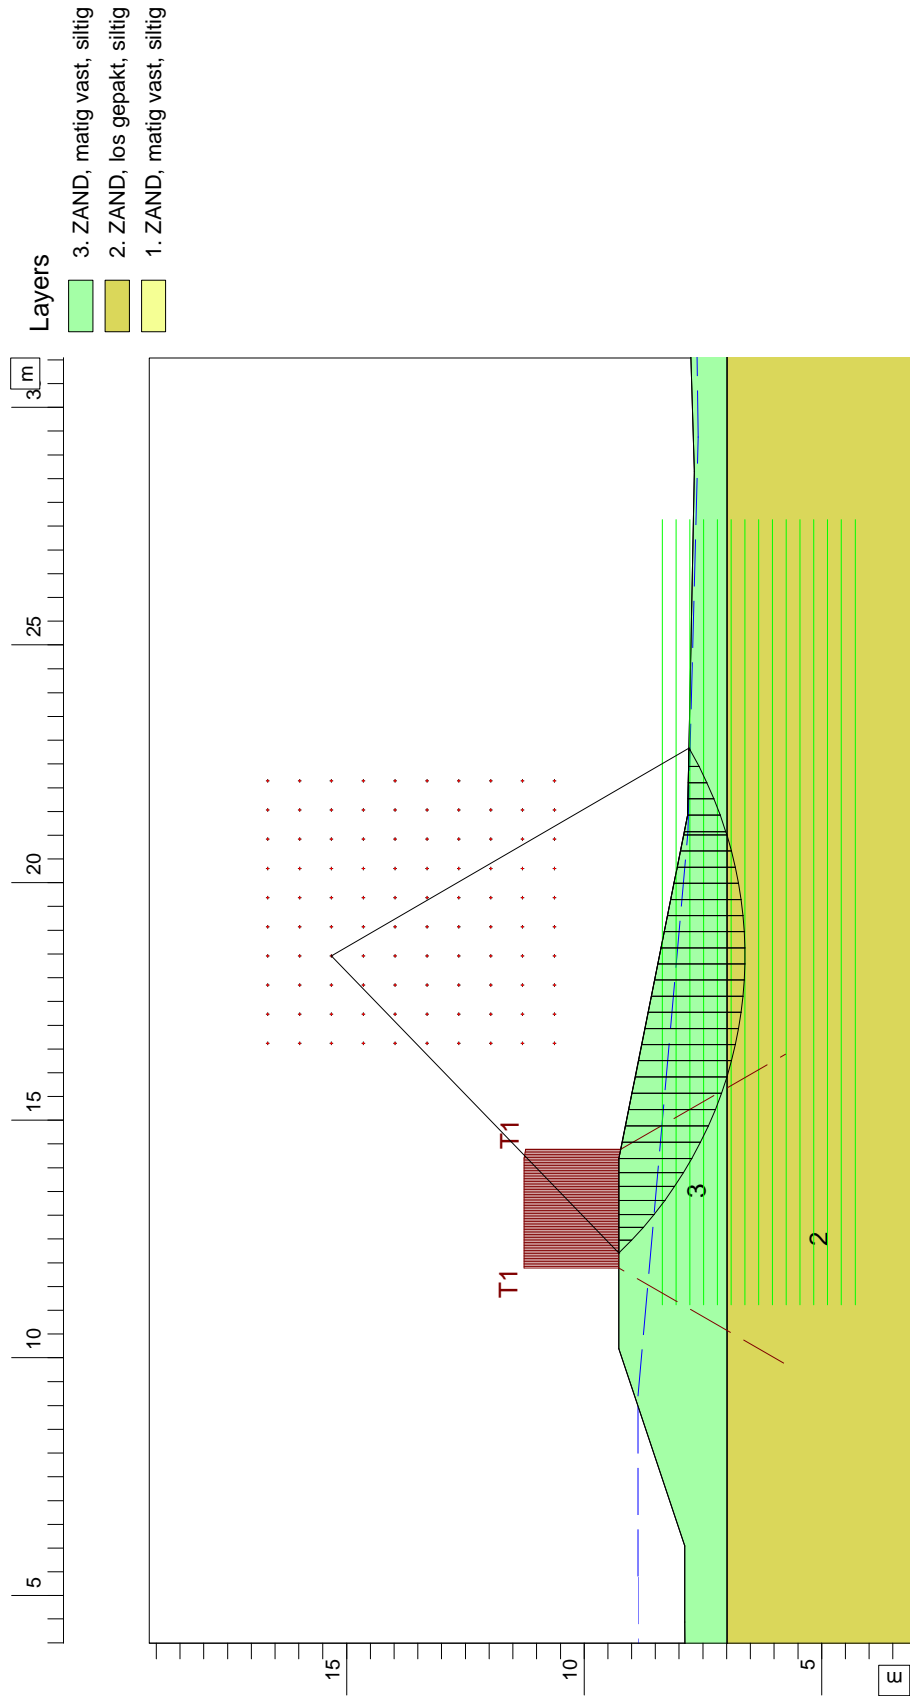 Layers
3. ZAND, matig vast, siltig
2. ZAND, los gepakt, siltig
1. ZAND, matig vast, siltig
5
10
15
20
25
3
m
15
10
5
m
T1
T1
3
2